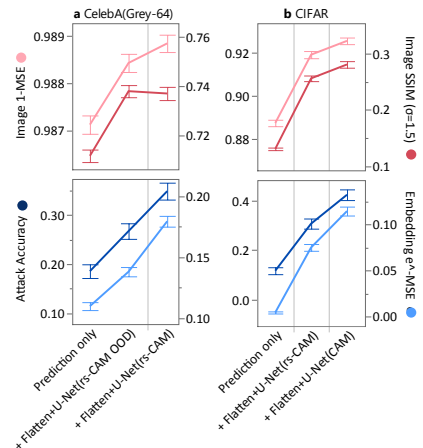 a CelebA(Grey-64)
b CIFAR
0.989
0.988
0.987
0.76
0.74
0.72
0.92
0.90
0.88
0.3
0.2
0.1
Image 1-MSE
Image SSIM (σ=1.5)
0.30
0.20
0.10
0.20
0.15
0.10
0.4
0.2
0.0
0.10
0.05
0.00
Attack Accuracy
Embedding e^-MSE
Prediction only
+ Flatten+U-Net(rs-CAM OOD)
+ Flatten+U-Net(rs-CAM)
Prediction only
+ Flatten+U-Net(rs-CAM)
+ Flatten+U-Net(CAM)